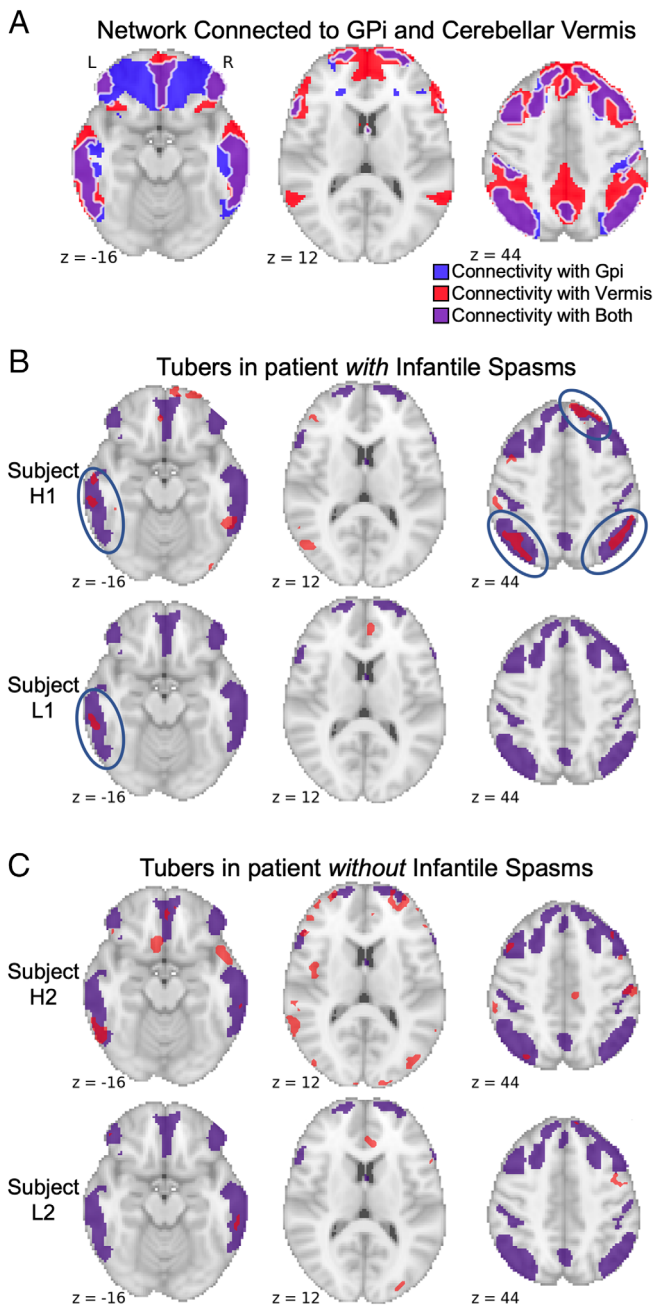 A
Network Connected to GPi and Cerebellar Vermis
L
R
z = -16
z = 12
z = 44
Connectivity with Gpi
Connectivity with Vermis
Connectivity with Both
B
Tubers in patient with Infantile Spasms
Subject
H1
z = -16
z = 12
z = 44
Subject
L1
z = -16
z = 12
z = 44
C
Tubers in patient without Infantile Spasms
Subject
H2
z = -16
z = 12
z = 44
Subject
L2
z = -16
z = 12
z = 44